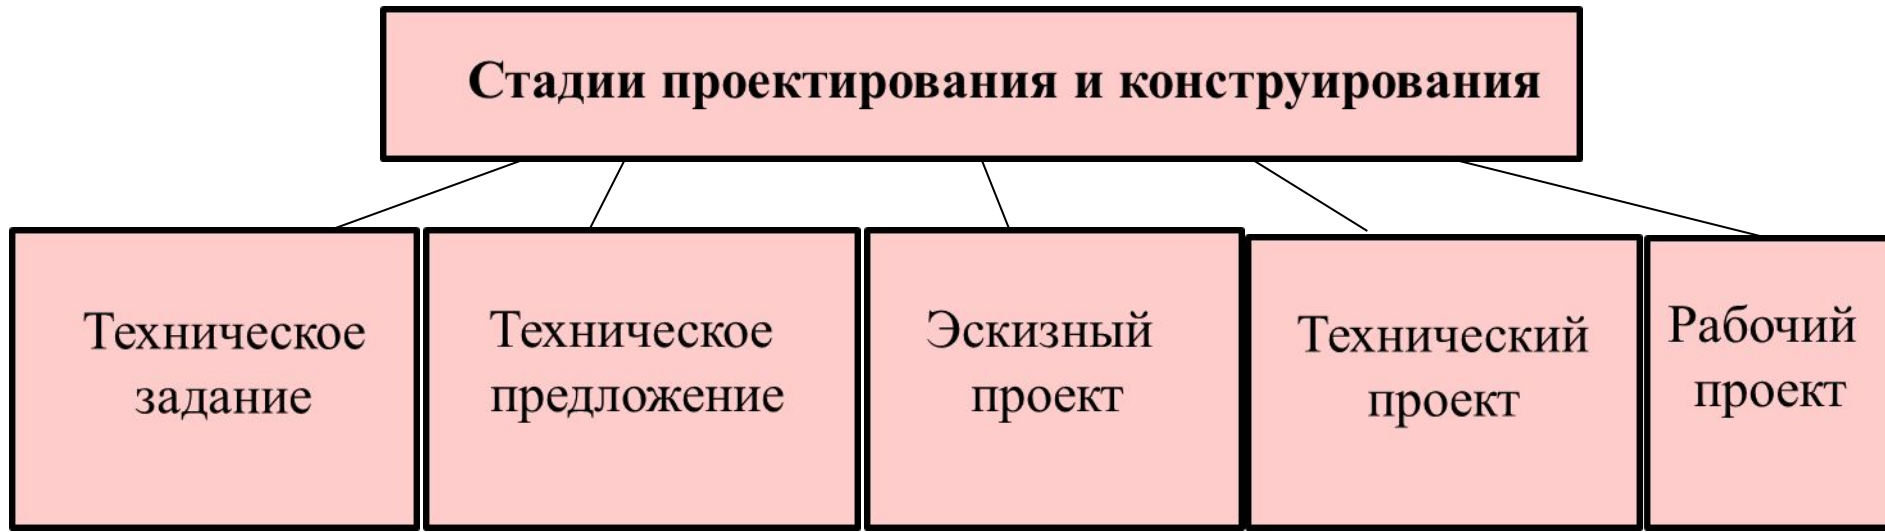 Стадии проектирования и конструирования
Техническое
задание
Техническое
предложение
Эскизный
проект
Технический
проект
Рабочий
проект